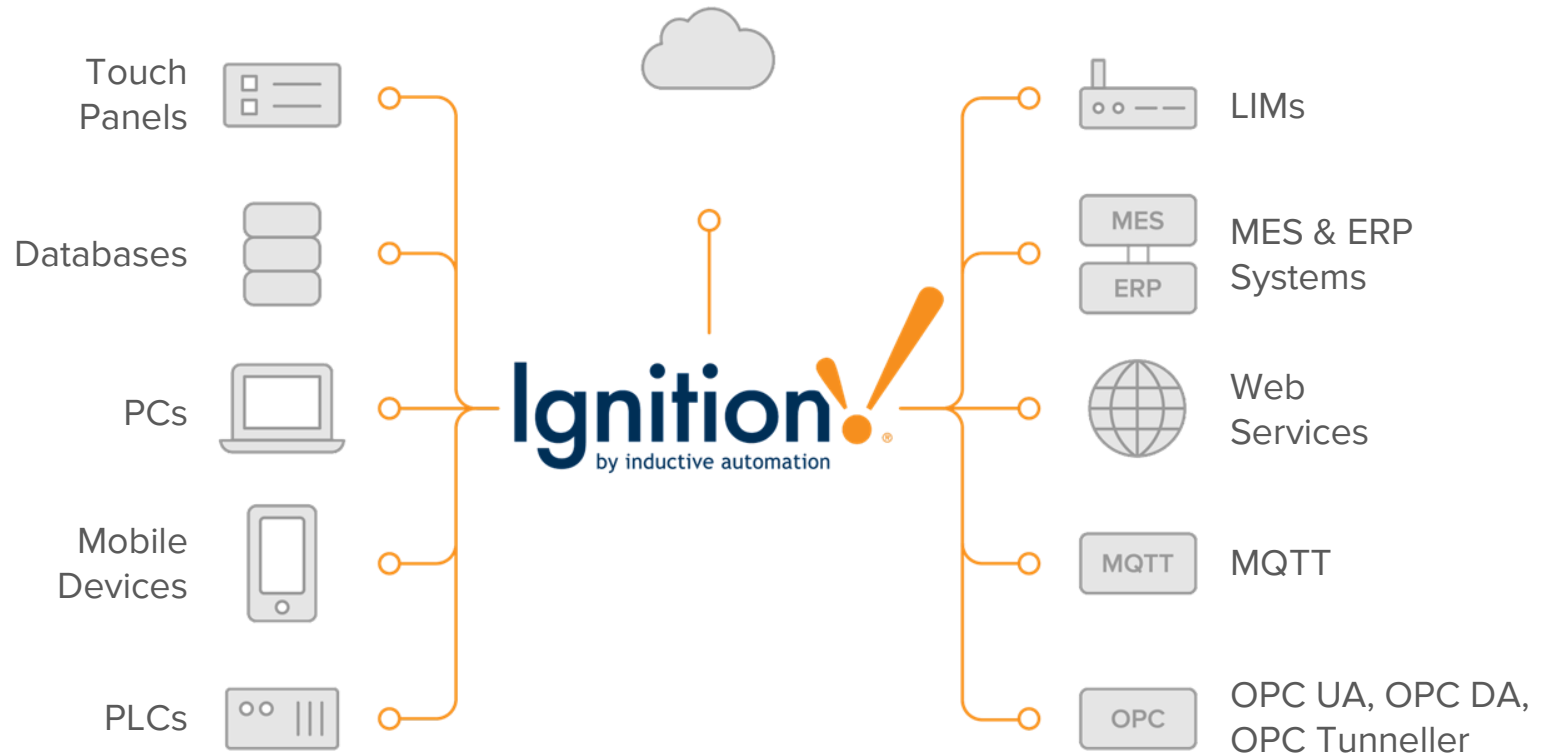 Touch
Panels
Databases
PCs
Mobile
Devices
PLCs
Ignition
®
by inductive automation
LIMs
MES
ERP
MES & ERP
Systems
Web
Services
MQTT
MQTT
OPC
OPC UA, OPC DA,
OPC Tunneller